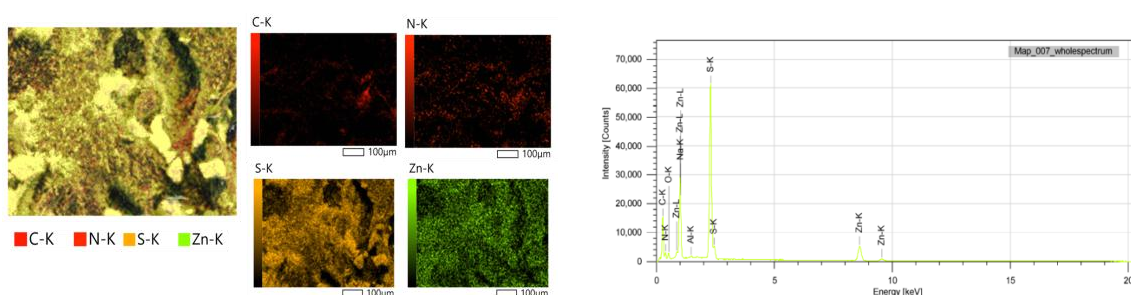 C-K
N-K
100μm
100μm
S-K
Zn-K
100μm
100μm
C-K N-K S-K Zn-K
Map_007_wholespectrum
Intensity [Counts]
70,000
60,000
50,000
40,000
30,000
20,000
10,000
0
C-K
N-K
O-K
Zn-L
Na-K Zn-L Zn-L
Al-K
S-K
S-K
Zn-K
Zn-K
0 5 10 15 20
Energy [keV]